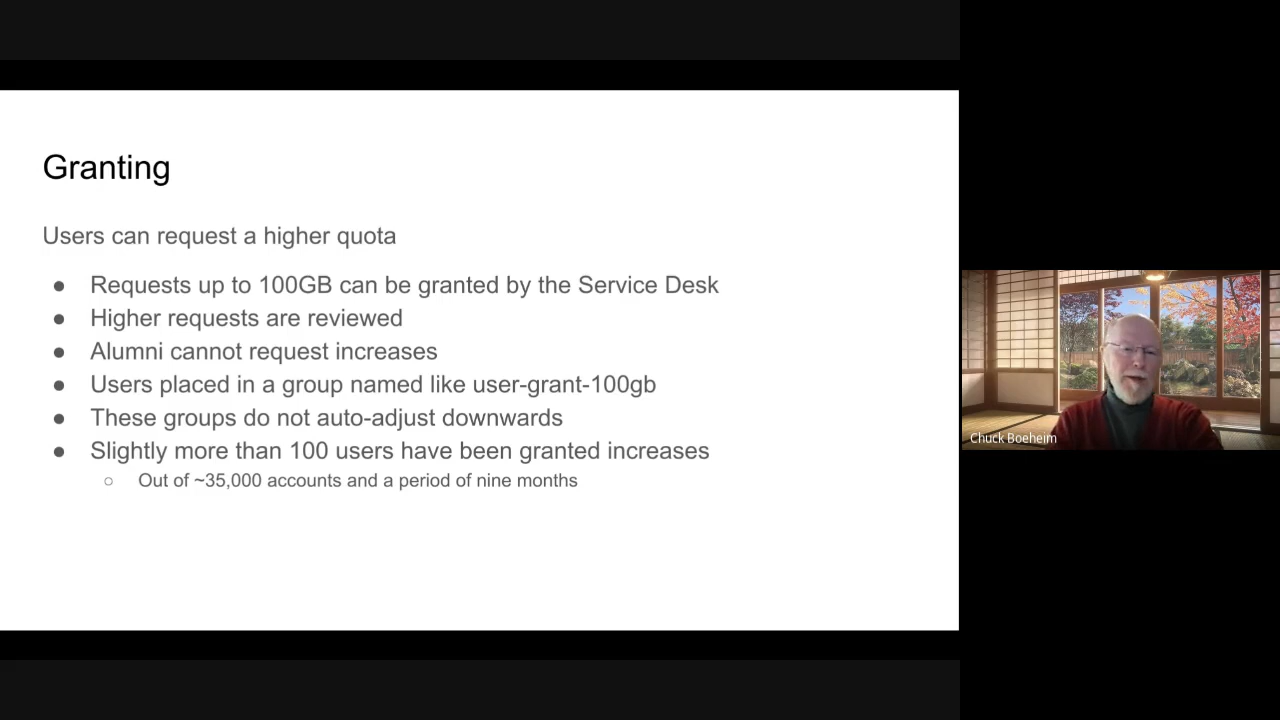 Granting
Users can request a higher quota
● Requests up to 100GB can be granted by the Service Desk
● Higher requests are reviewed
● Alumni cannot request increases
● Users placed in a group named like user-grant-100gb
● These groups do not auto-adjust downwards
● Slightly more than 100 users have been granted increases
○ Out of ~35,000 accounts and a period of nine months
Chuck Boeheim